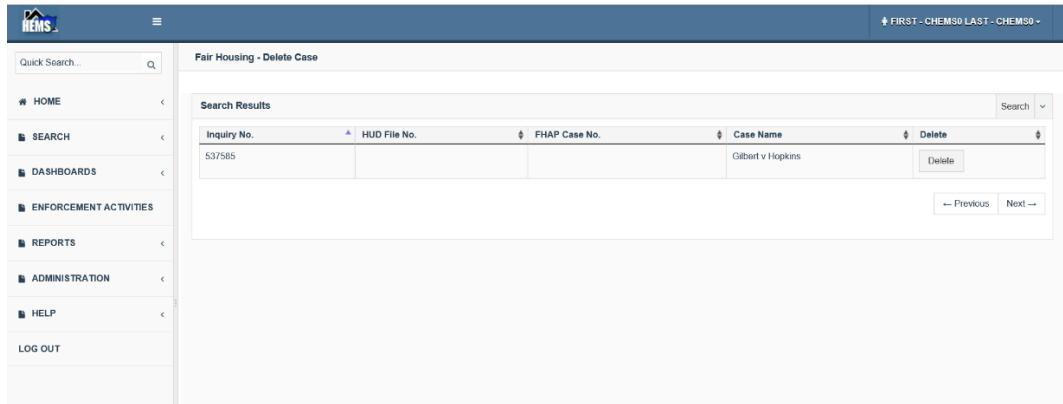 HEMS
FIRST - CHEMS0 LAST - CHEMS0
Quick Search...
Fair Housing - Delete Case
HOME
SEARCH
DASHBOARDS
ENFORCEMENT ACTIVITIES
REPORTS
ADMINISTRATION
HELP
LOG OUT
Search Results
Search
Inquiry No. HUD File No. FHAP Case No. Case Name Delete
537585 Gilbert v Hopkins Delete
← Previous Next →